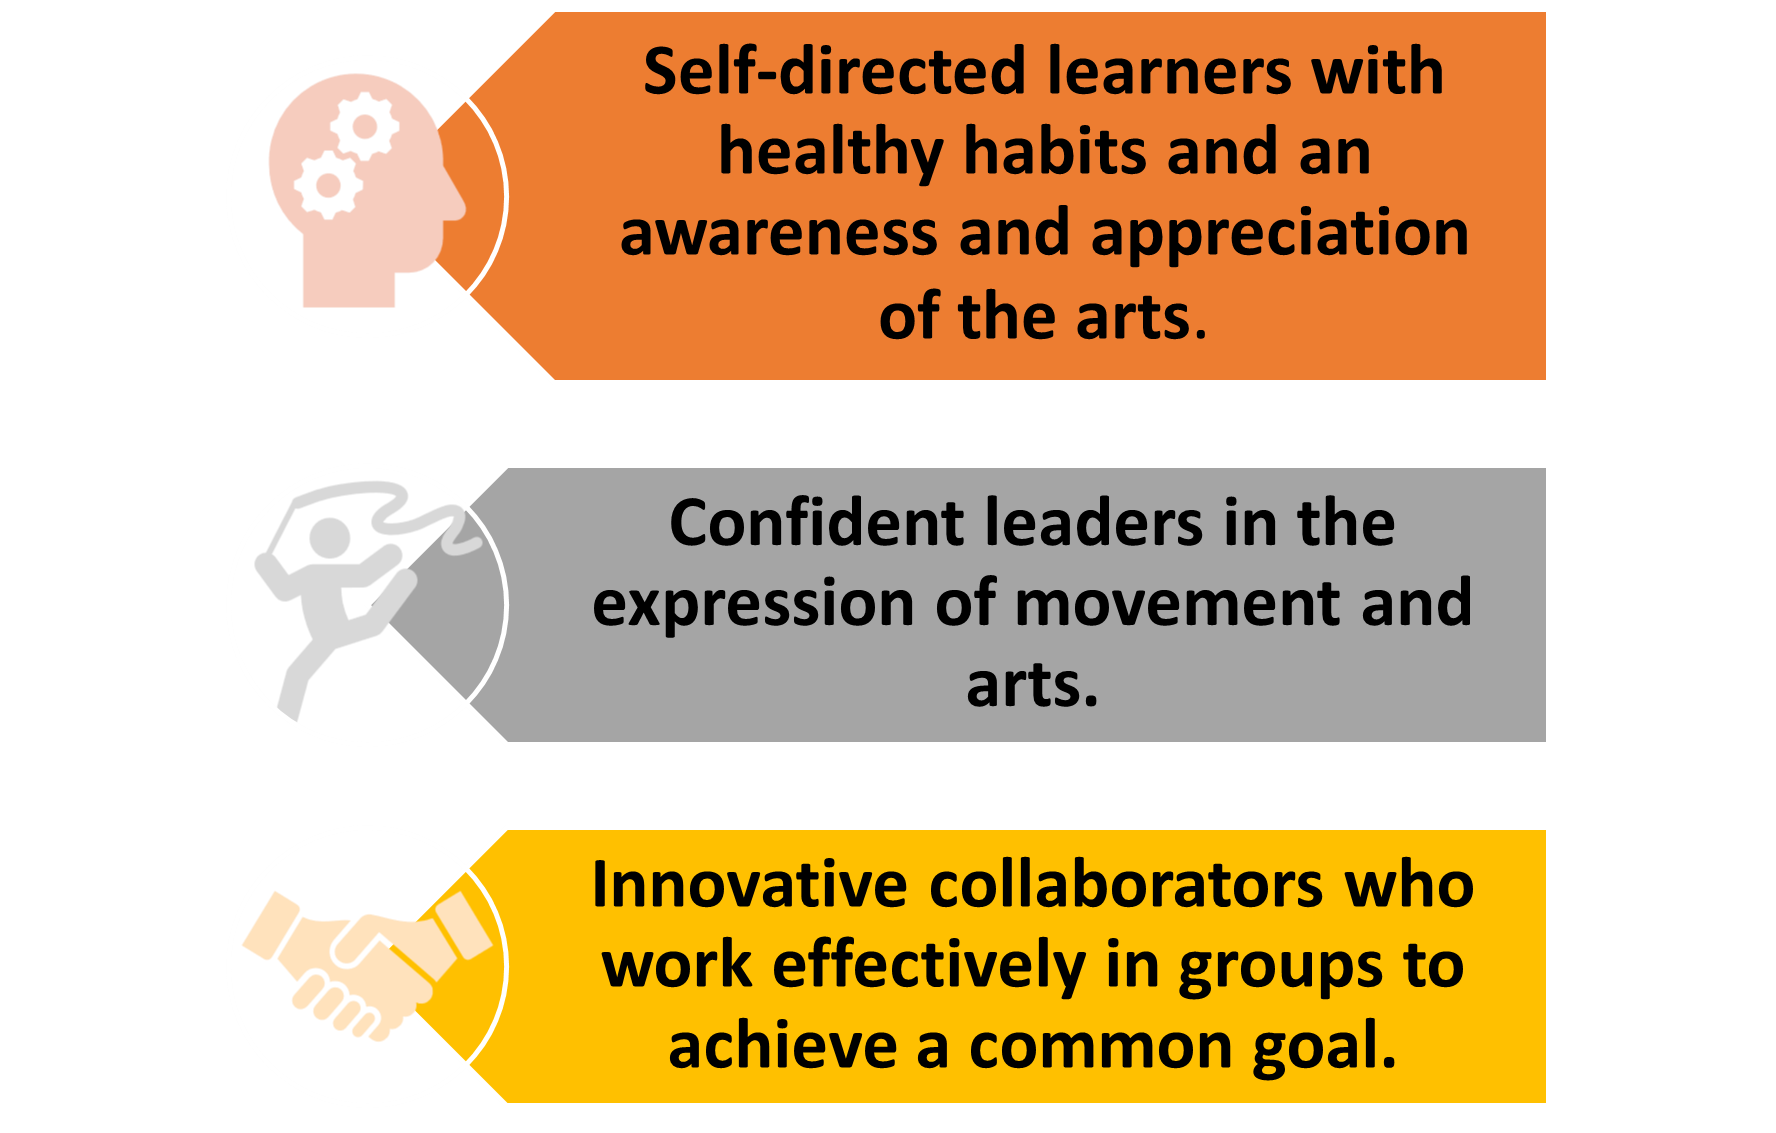 Self-directed learners with
healthy habits and an
awareness and appreciation
of the arts.
Confident leaders in the
expression of movement and
arts.
Innovative collaborators who
work effectively in groups to
achieve a common goal.